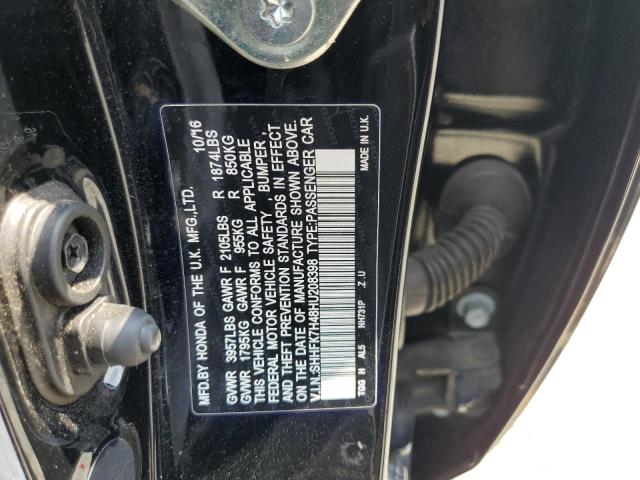 MFD.BY HONDA OF THE U.K. MFG.,LTD. 10/16
GVWR 3957LBS GAWR F 2105LBS R 1874LBS
GVWR 1795KG GAWR F 955KG R 850KG
THIS VEHICLE CONFORMS TO ALL APPLICABLE
FEDERAL MOTOR VEHICLE SAFETY , BUMPER ,
AND THEFT PREVENTION STANDARDS IN EFFECT
ON THE DATE OF MANUFACTURE SHOWN ABOVE.
V.I.N.:SHHFK7H48HU208398 TYPE:PASSENGER CAR
TGG H AL5 NH731P .Z .U MADE IN U.K.